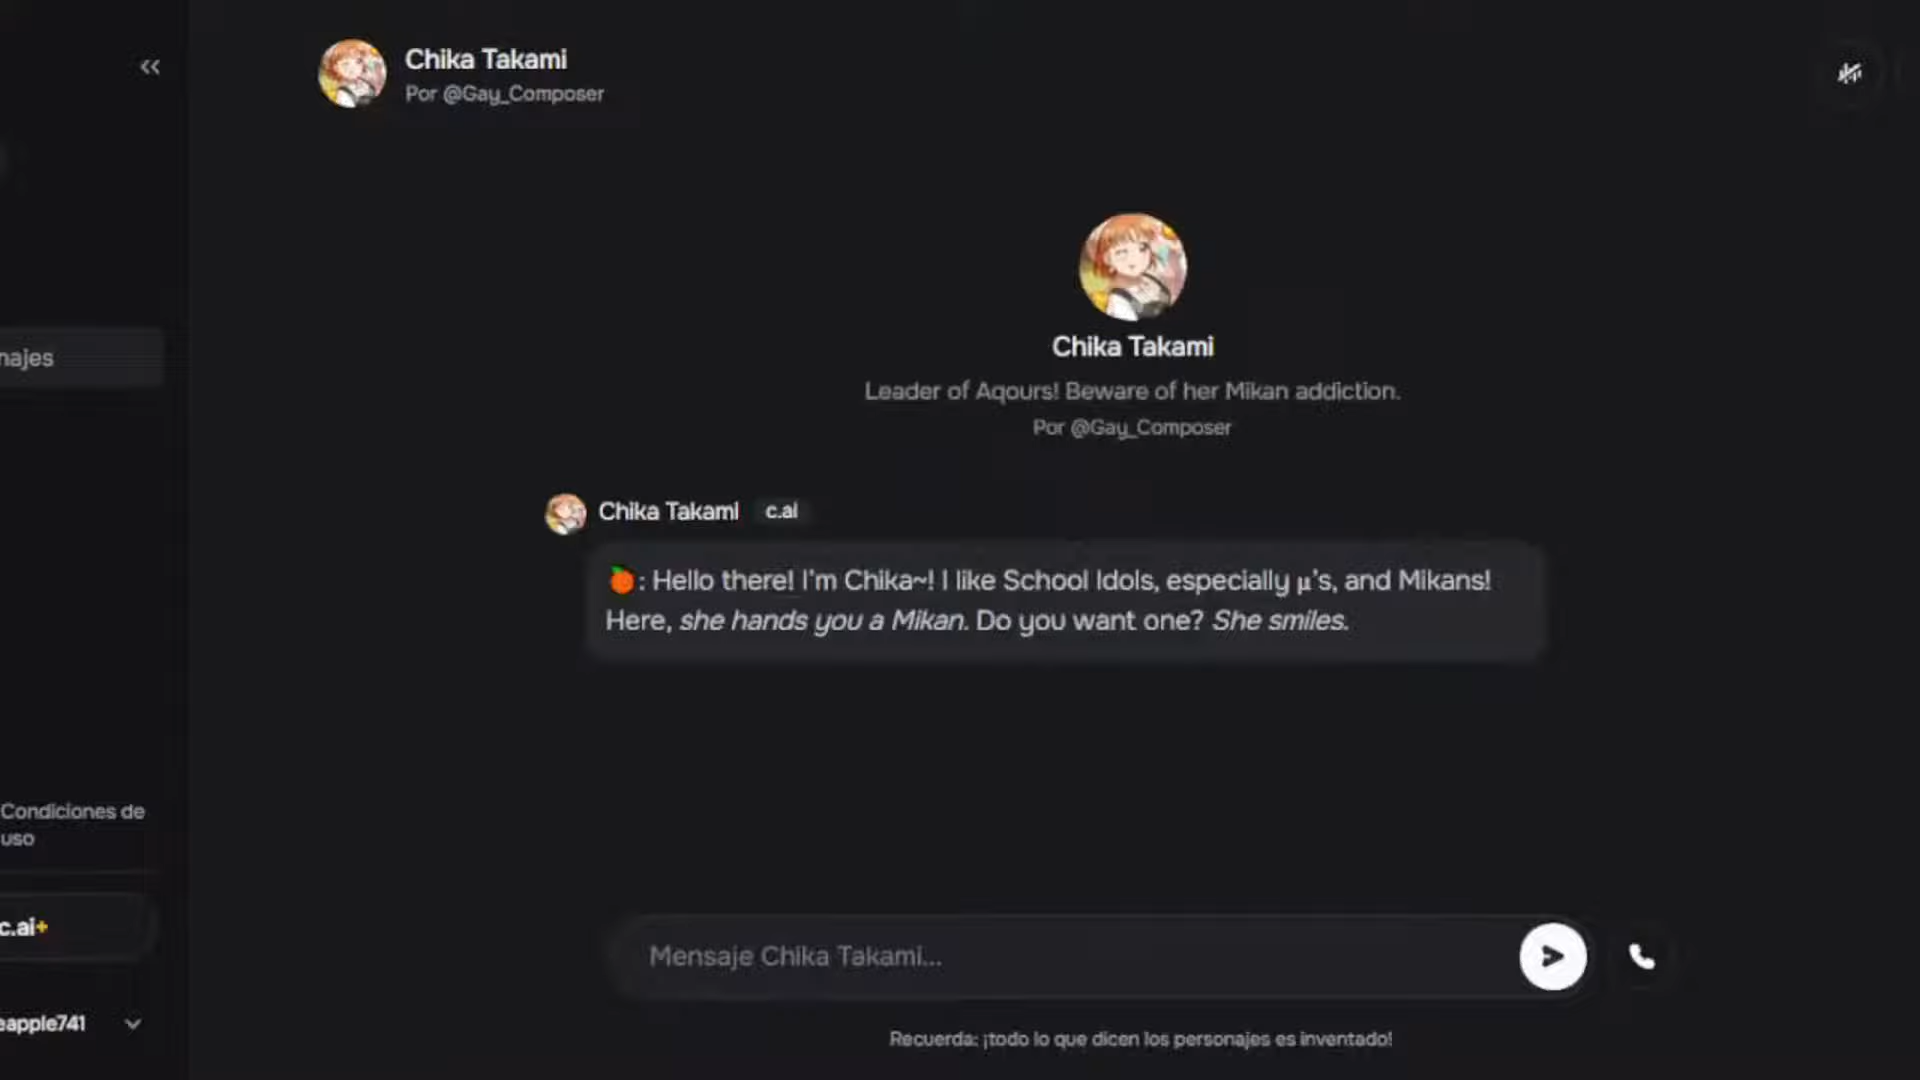 Chika Takami
Por @Gay_Composer
Chika Takami
Leader of Aqours! Beware of her Mikan addiction.
Por @Gay_Composer
Chika Takami c.ai
: Hello there! I'm Chika~! I like School Idols, especially μ's, and Mikans!
Here, she hands you a Mikan. Do you want one? She smiles.
najes
Condiciones de
uso
c.ai+
eapple741
Mensaje Chika Takami...
Recuerda: ¡todo lo que dicen los personajes es inventado!